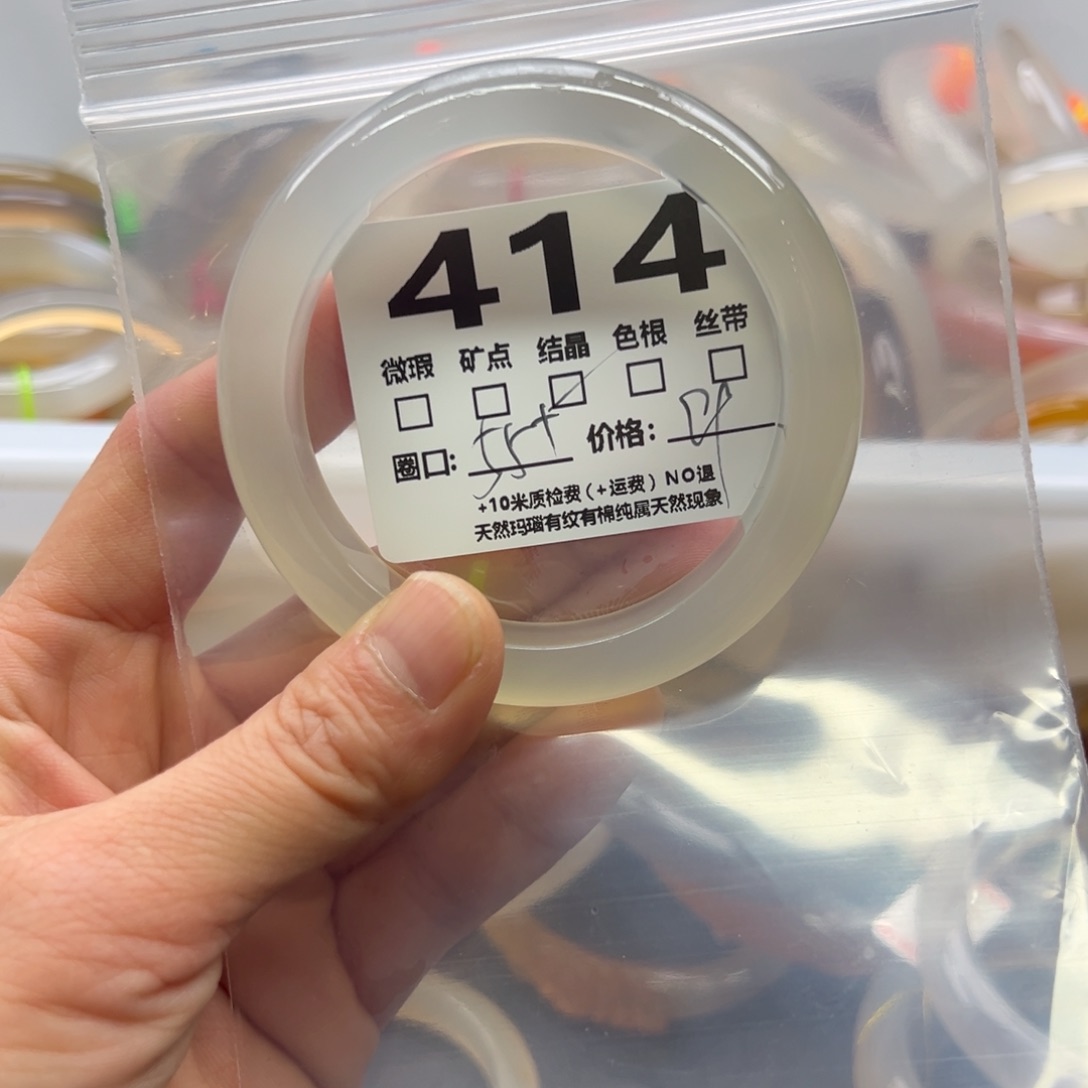 414
微瑕 矿点 结晶 色根 丝带
圈口: 55+ 价格:
+10米质检费(+运费) NO退
天然玛瑙有纹有棉纯属天然现象